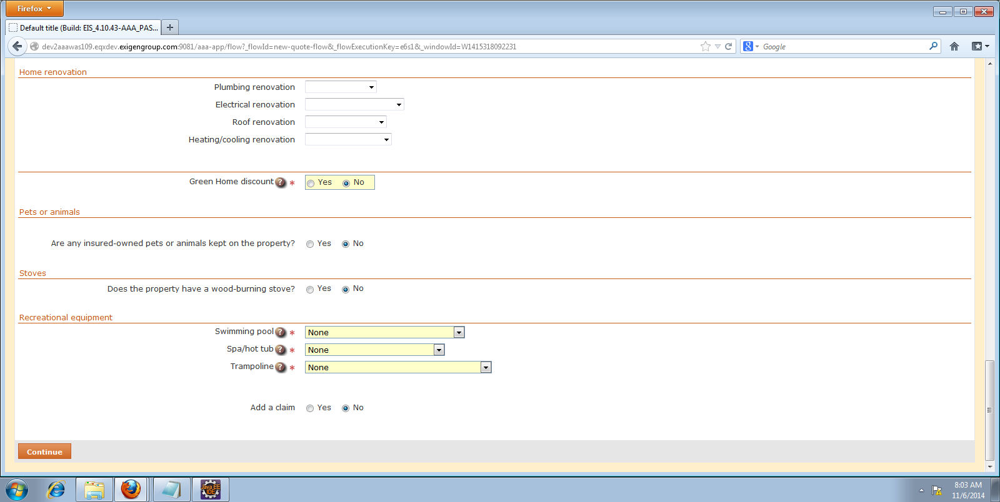 Firefox
Default title (Build: EIS_4.10.43-AAA_PAS...
dev2aaawas109.eqxdev.exigengroup.com:9081/aaa-app/flow?_flowId=new-quote-flow&_flowExecutionKey=e6s1&_windowId=W1415318092231
Google
Home renovation
Plumbing renovation
Electrical renovation
Roof renovation
Heating/cooling renovation
Green Home discount ? * Yes No
Pets or animals
Are any insured-owned pets or animals kept on the property? Yes No
Stoves
Does the property have a wood-burning stove? Yes No
Recreational equipment
Swimming pool ? * None
Spa/hot tub ? * None
Trampoline ? * None
Add a claim Yes No
Continue
Java EE
IDE
8:03 AM
11/6/2014